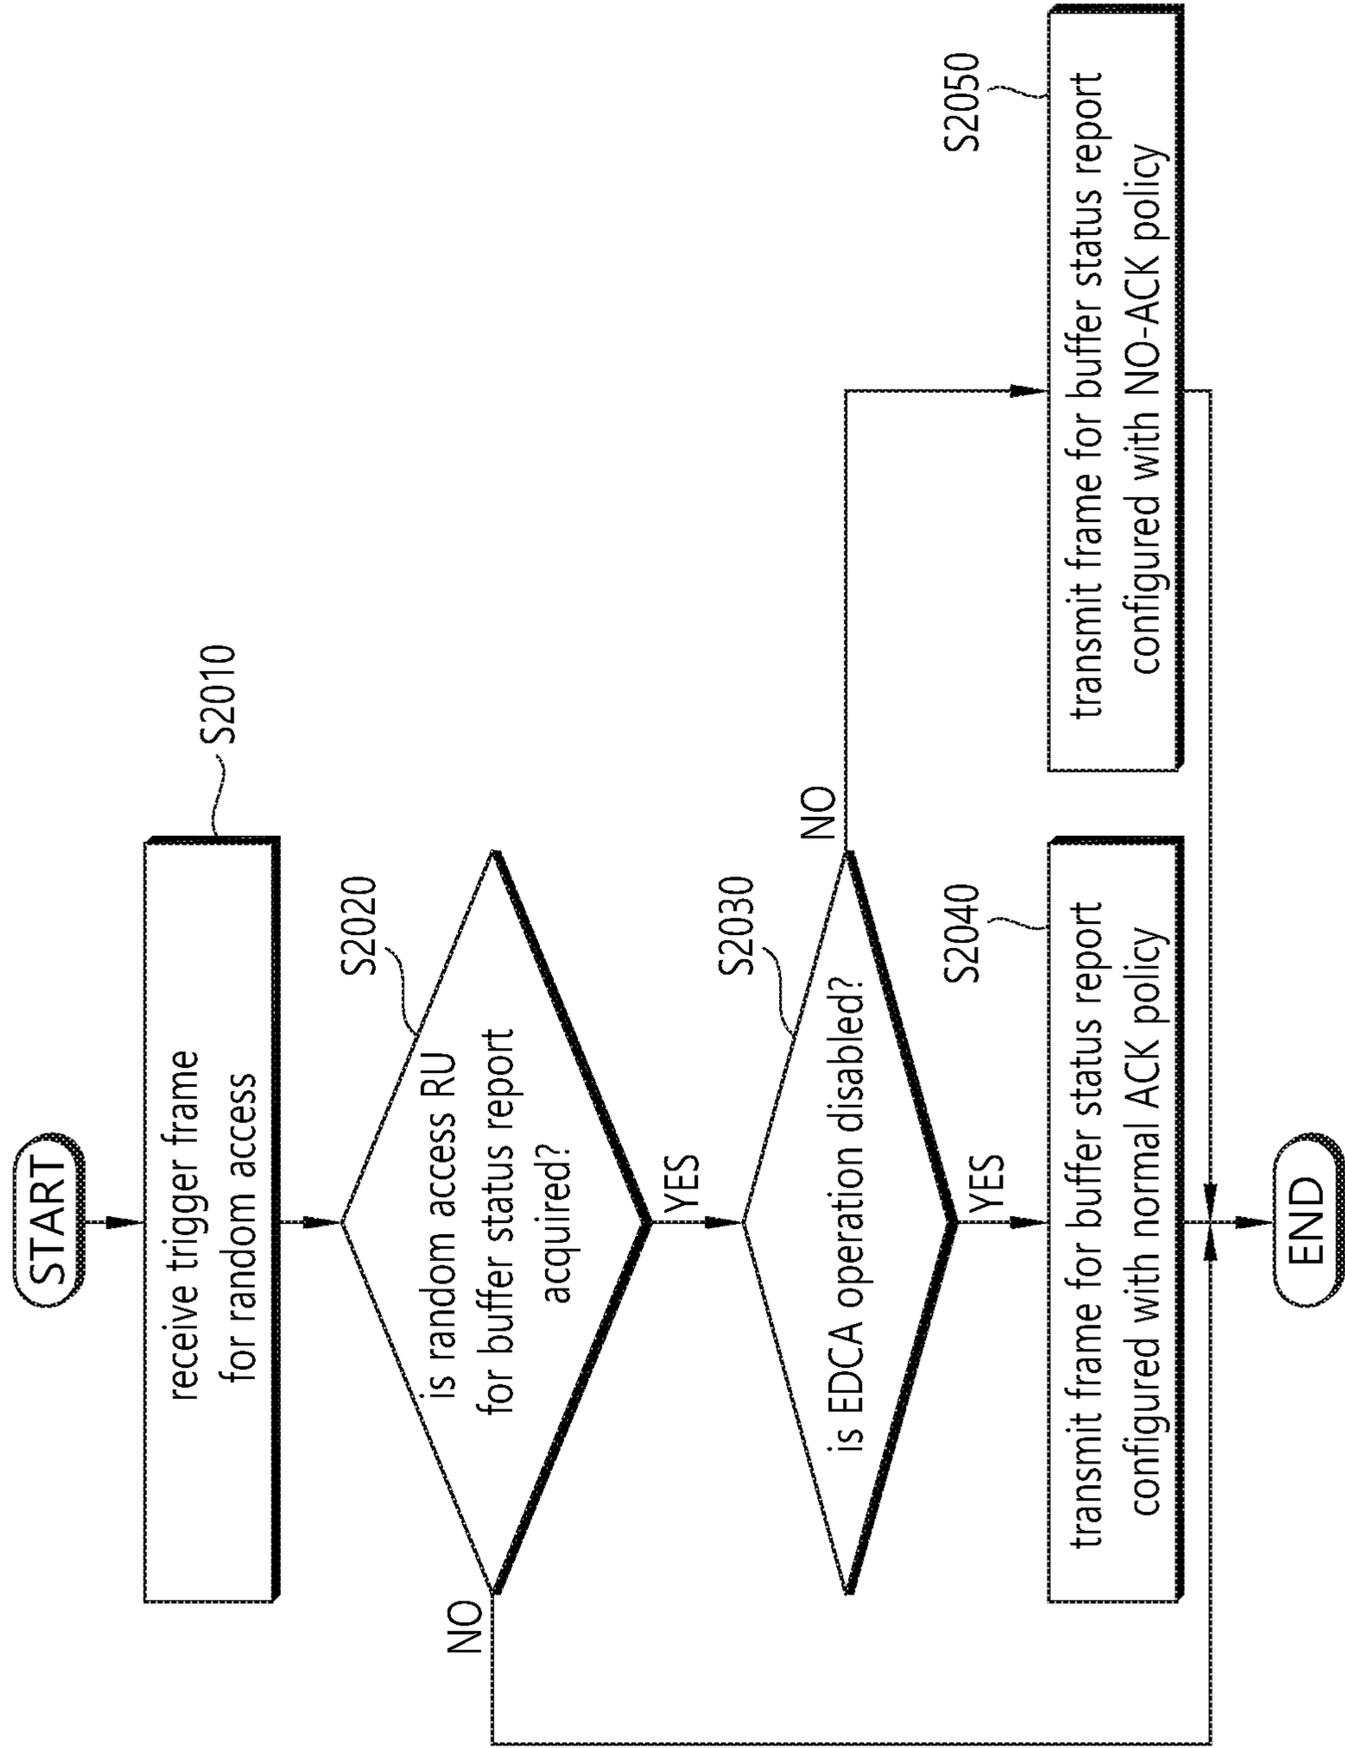 START
receive trigger frame
for random access
S2010
is random access RU
for buffer status report
acquired?
S2020
NO
YES
is EDCA operation disabled?
S2030
NO
YES
transmit frame for buffer status report
configured with normal ACK policy
S2040
transmit frame for buffer status report
configured with NO-ACK policy
S2050
END